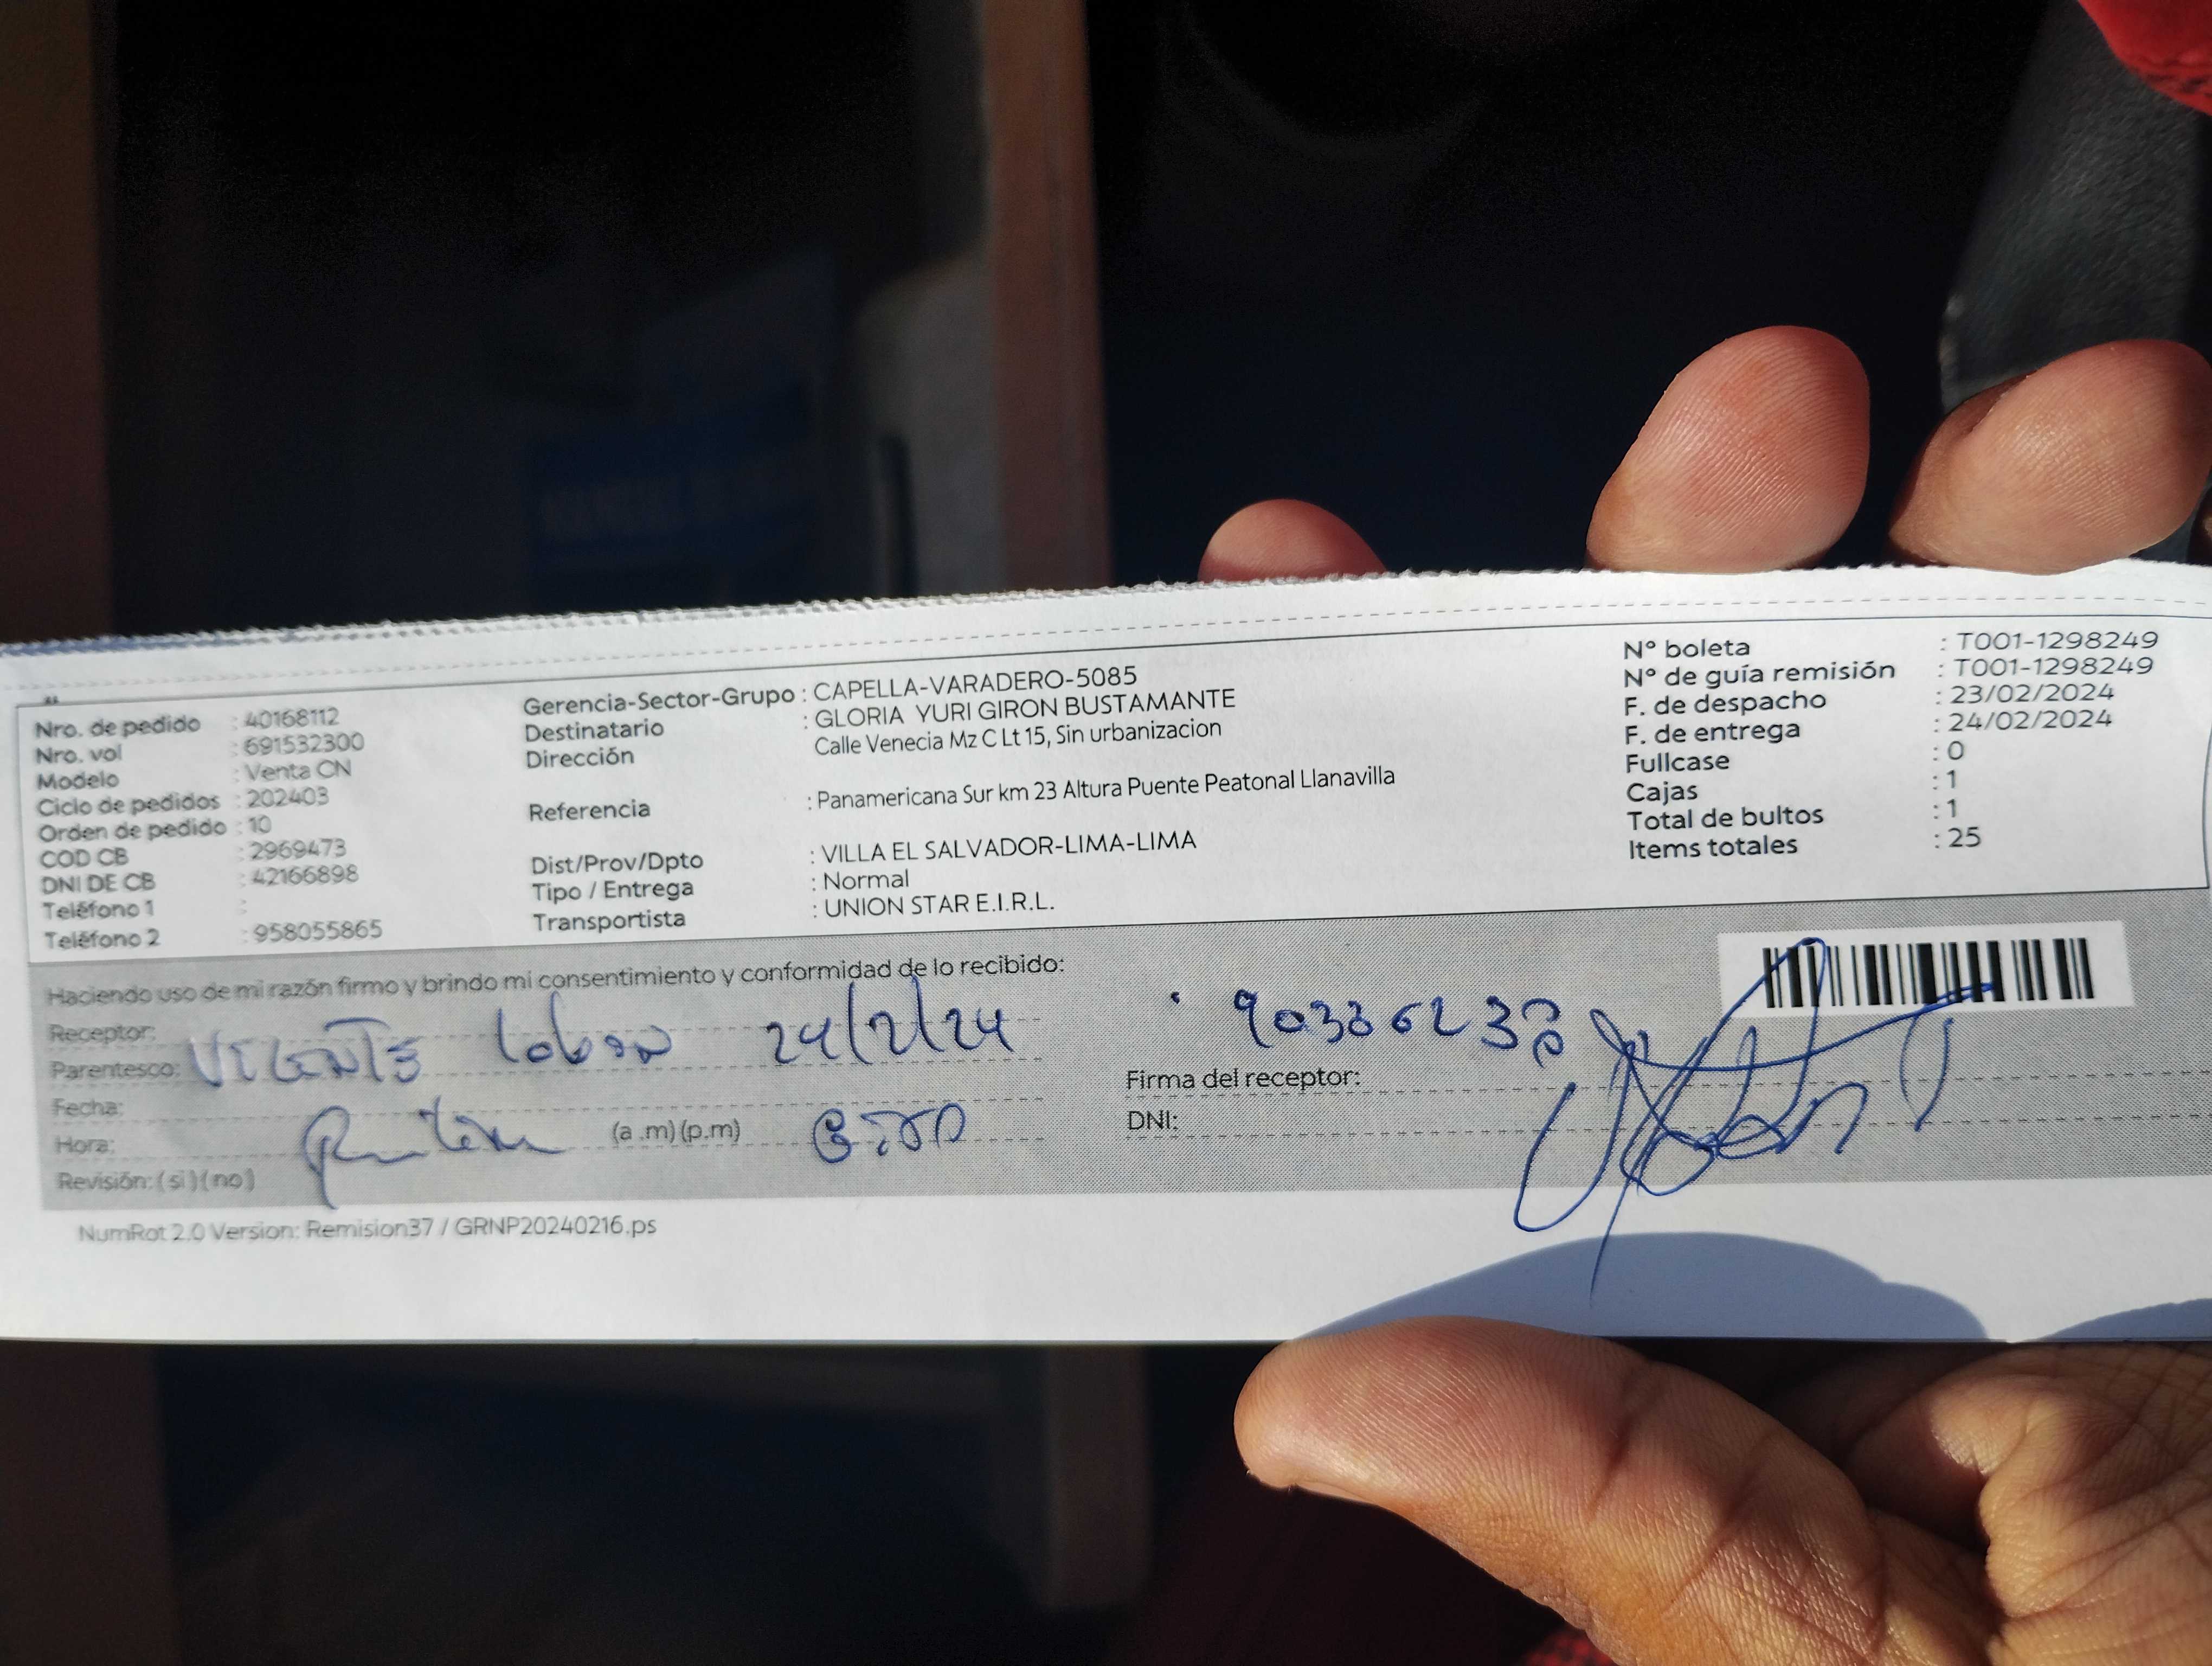 Nro. de pedido : 40168112
Nro. vol : 691532300
Modelo : Venta CN
Ciclo de pedidos : 202403
Orden de pedido : 10
COD CB : 2969473
DNI DE CB : 42166898
Teléfono 1 :
Teléfono 2 : 958055865
Gerencia-Sector-Grupo : CAPELLA-VARADERO-5085
Destinatario : GLORIA YURI GIRON BUSTAMANTE
Dirección Calle Venecia Mz C Lt 15, Sin urbanizacion
Referencia : Panamericana Sur km 23 Altura Puente Peatonal Llanavilla
Dist/Prov/Dpto : VILLA EL SALVADOR-LIMA-LIMA
Tipo / Entrega : Normal
Transportista : UNION STAR E.I.R.L.
N° boleta : T001-1298249
N° de guía remisión : T001-1298249
F. de despacho : 23/02/2024
F. de entrega : 24/02/2024
Fullcase : 0
Cajas : 1
Total de bultos : 1
Items totales : 25
Haciendo uso de mi razón firmo y brindo mi consentimiento y conformidad de lo recibido:
Receptor:
24/2/24
Parentesco:
Fecha:
Hora: (a .m) (p.m)
Revisión: (si) (no)
Firma del receptor:
DNI:
NumRot 2.0 Version: Remision37 / GRNP20240216.ps